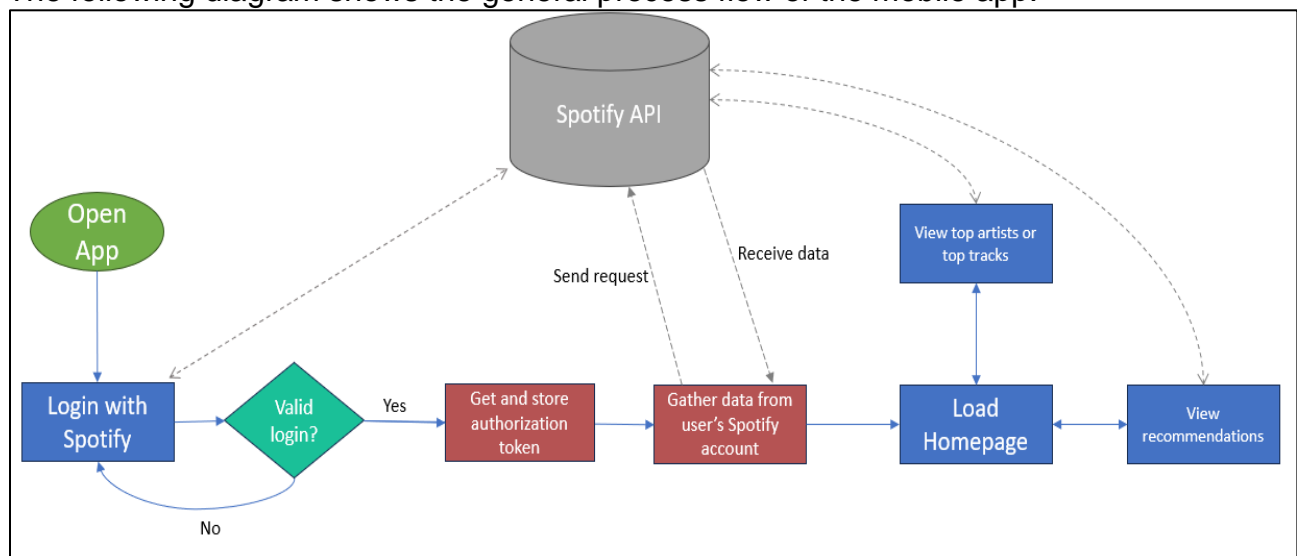 The following diagram shows the general process flow of the mobile app.
Spotify API
Open
App
View top artists or
top tracks
Receive data
Send request
Login with
Spotify
Valid
login?
Yes
Get and store
authorization
token
Gather data from
user's Spotify
account
Load
Homepage
View
recommendations
No